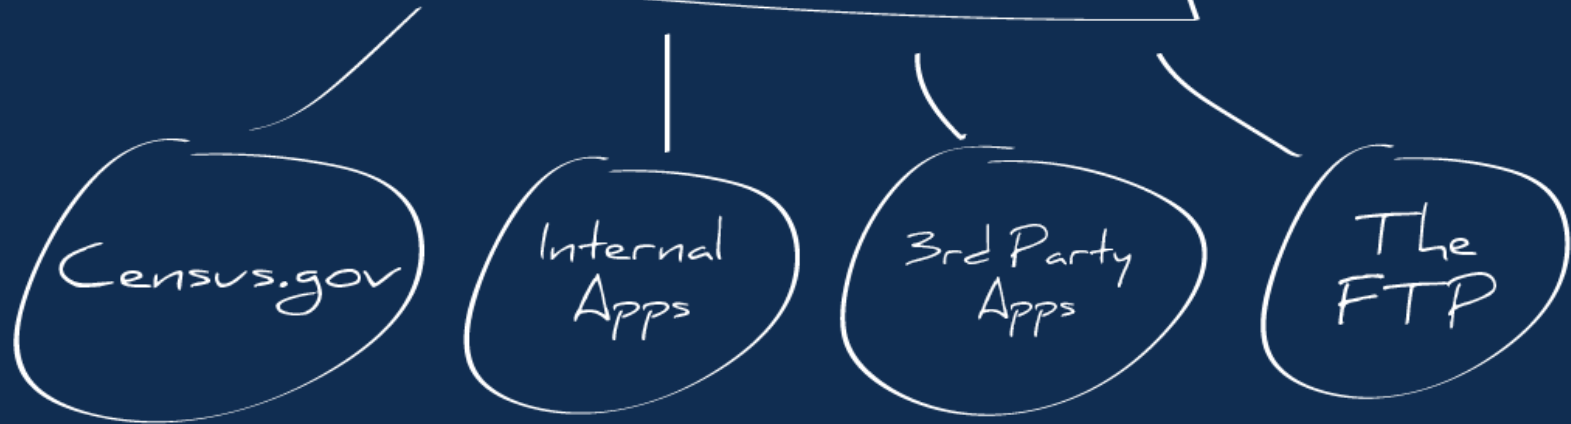 Census.gov
Internal
Apps
3rd Party
Apps
The
FTP